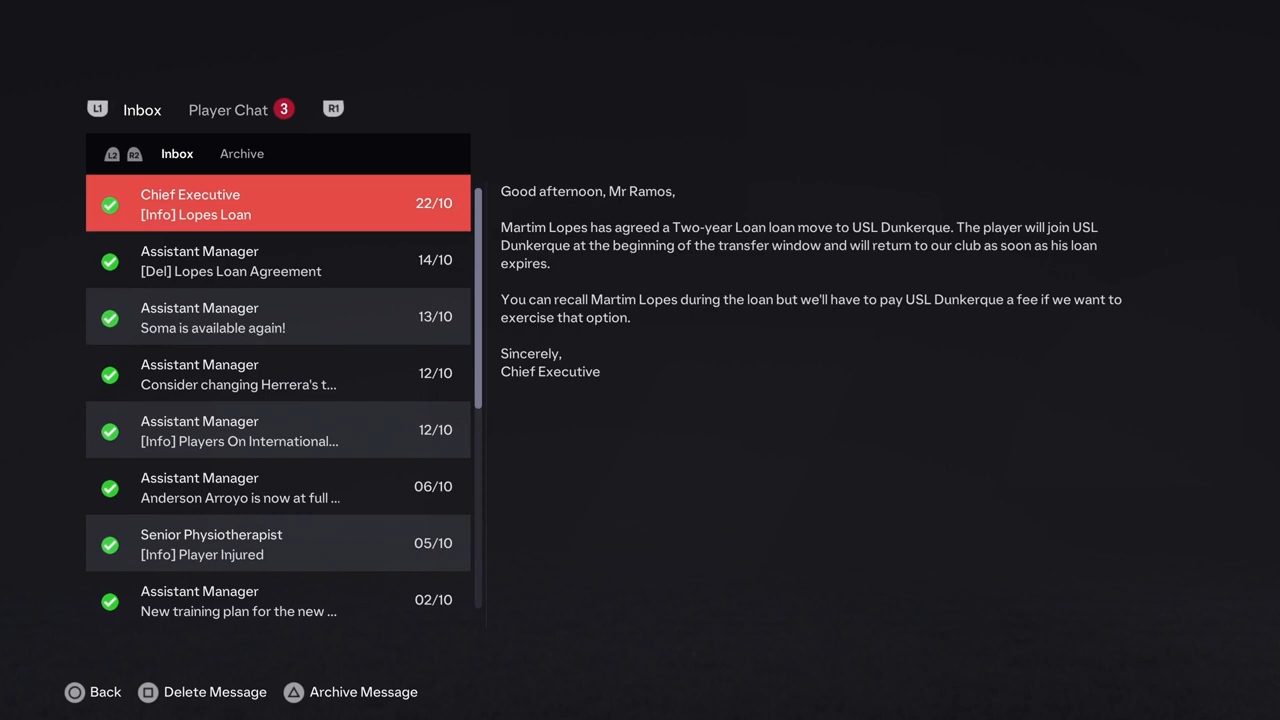 L1 Inbox Player Chat 3 R1
L2 R2 Inbox Archive
Chief Executive
[Info] Lopes Loan
22/10
Assistant Manager
[Del] Lopes Loan Agreement
14/10
Assistant Manager
Soma is available again!
13/10
Assistant Manager
Consider changing Herrera's t...
12/10
Assistant Manager
[Info] Players On International...
12/10
Assistant Manager
Anderson Arroyo is now at full ...
06/10
Senior Physiotherapist
[Info] Player Injured
05/10
Assistant Manager
New training plan for the new ...
02/10
Good afternoon, Mr Ramos,
Martim Lopes has agreed a Two-year Loan loan move to USL Dunkerque. The player will join USL
Dunkerque at the beginning of the transfer window and will return to our club as soon as his loan
expires.
You can recall Martim Lopes during the loan but we'll have to pay USL Dunkerque a fee if we want to
exercise that option.
Sincerely,
Chief Executive
Back Delete Message Archive Message